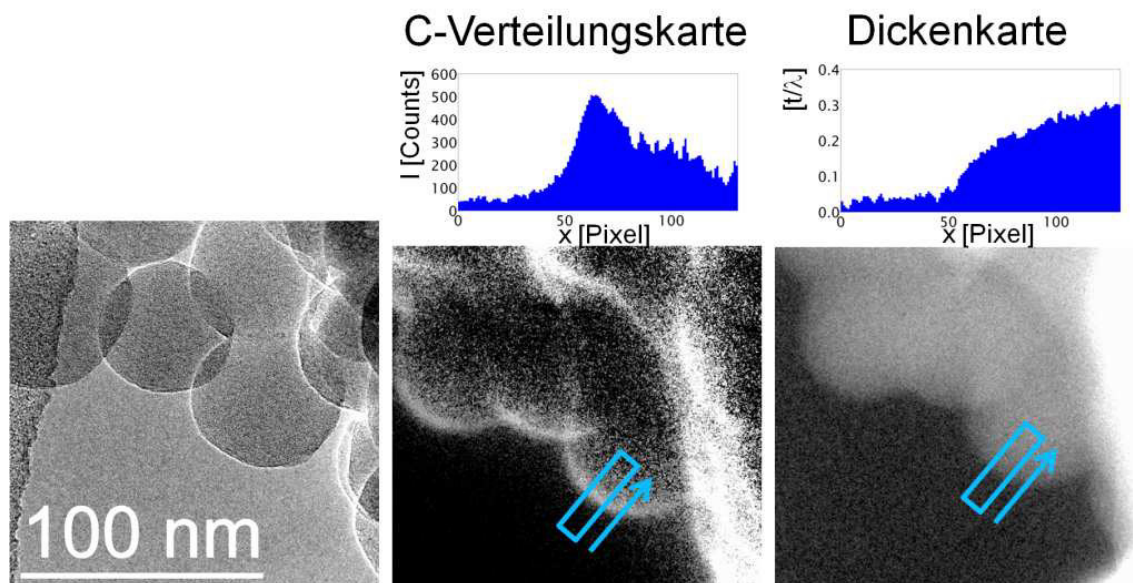 C-Verteilungskarte
Dickenkarte
I [Counts]
600
500
400
300
200
100
0
0
50
100
x [Pixel]
[t/λ]
0.4
0.3
0.2
0.1
0.0
0
50
100
x [Pixel]
100 nm